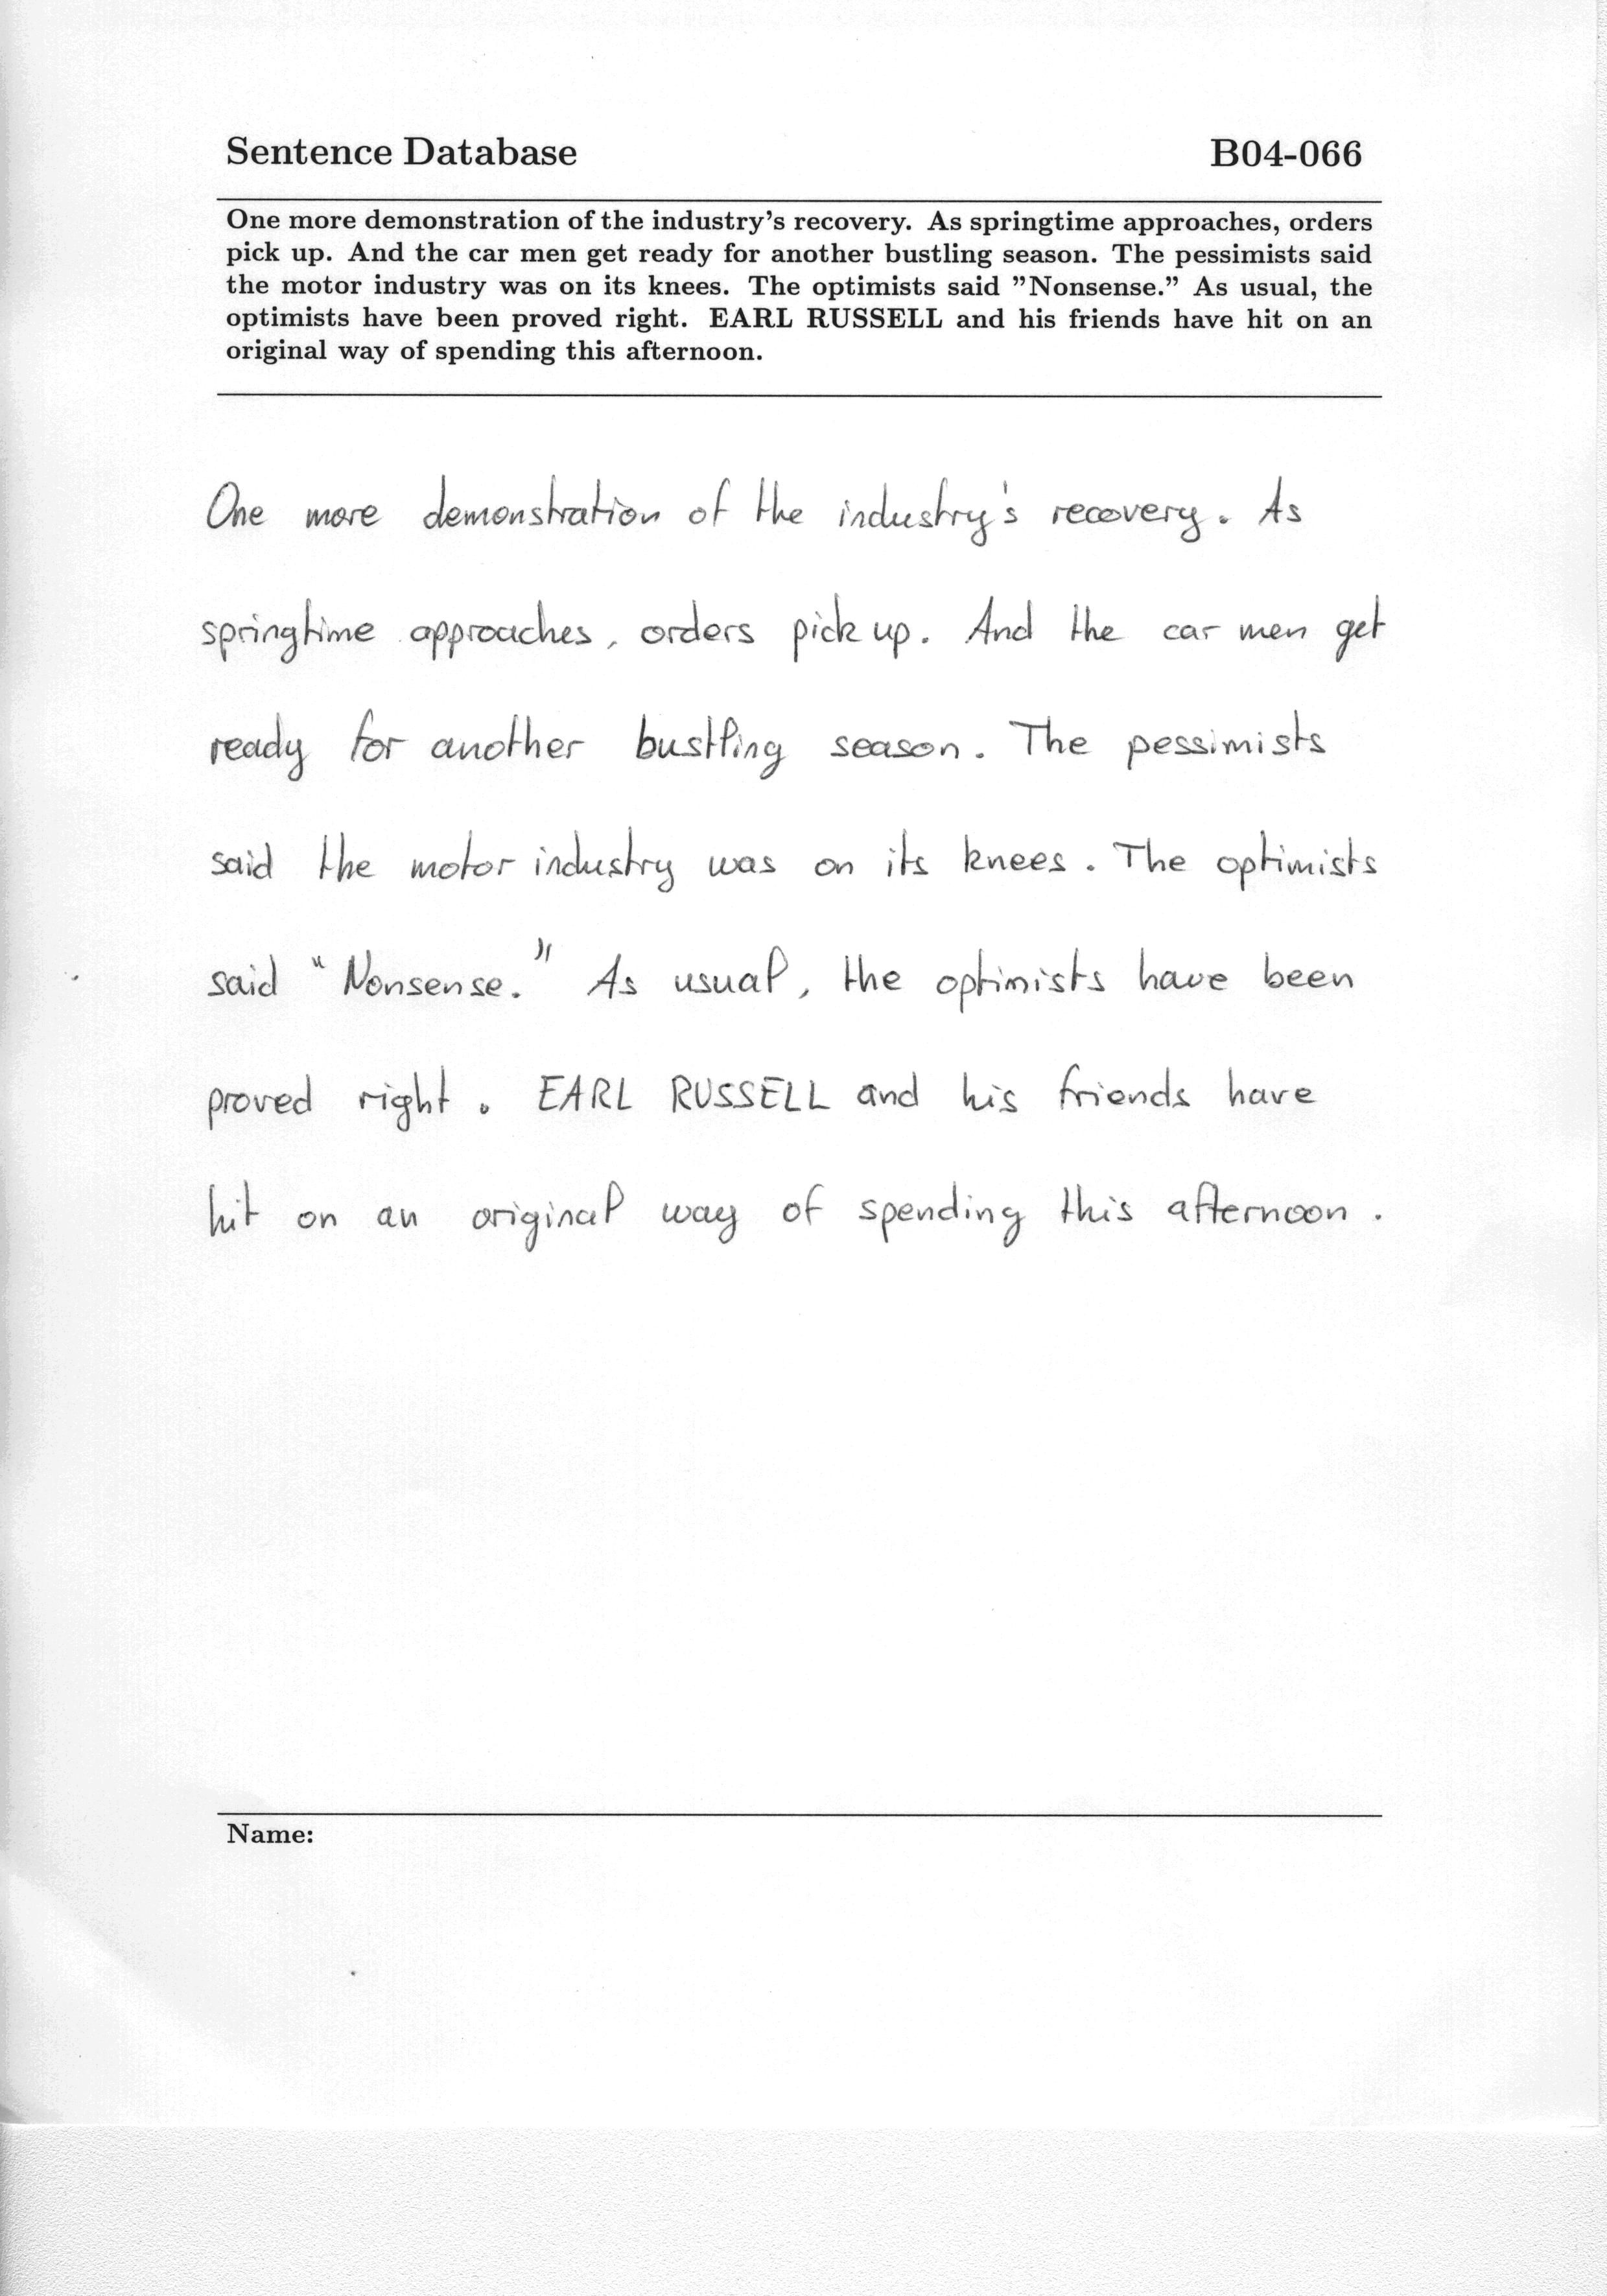 Sentence Database B04-066
One more demonstration of the industry's recovery. As springtime approaches, orders
pick up. And the car men get ready for another bustling season. The pessimists said
the motor industry was on its knees. The optimists said "Nonsense." As usual, the
optimists have been proved right. EARL RUSSELL and his friends have hit on an
original way of spending this afternoon.
One more demonstration of the industry's recovery. As
springtime approaches, orders pick up. And the car men get
ready for another bustling season. The pessimists
said the motor industry was on its knees. The optimists
said "Nonsense." As usual, the optimists have been
proved right. EARL RUSSELL and his friends have
hit on an original way of spending this afternoon.
Name: